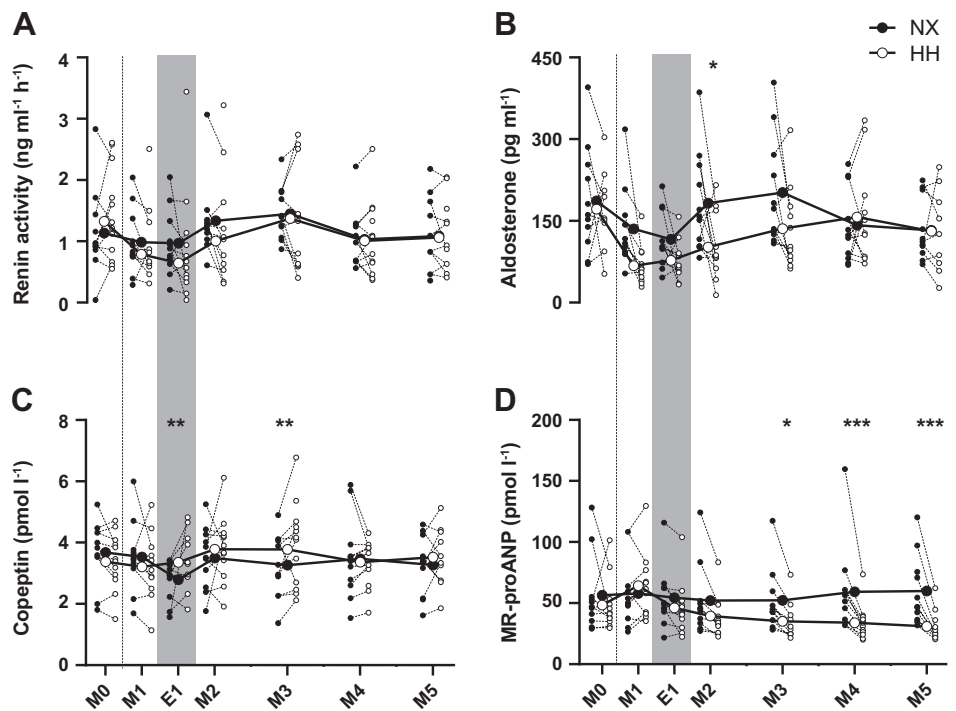 A
B
NX
HH
Renin activity (ng ml⁻¹ h⁻¹)
4
3
2
1
0
Aldosterone (pg ml⁻¹)
450
300
150
0
*
C
D
Copeptin (pmol l⁻¹)
8
6
4
2
0
** **
MR-proANP (pmol l⁻¹)
200
150
100
50
0
* *** ***
M0 M1 E1 M2 M3 M4 M5
M0 M1 E1 M2 M3 M4 M5